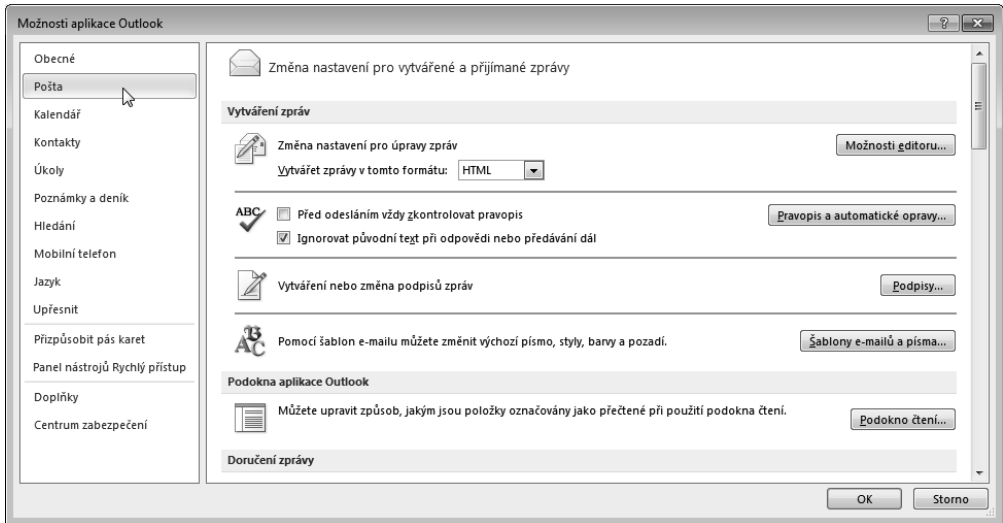 Možnosti aplikace Outlook
Obecné
Pošta
Kalendář
Kontakty
Úkoly
Poznámky a deník
Hledání
Mobilní telefon
Jazyk
Upřesnit
Přizpůsobit pás karet
Panel nástrojů Rychlý přístup
Doplňky
Centrum zabezpečení
Změna nastavení pro vytvářené a přijímané zprávy
Vytváření zpráv
Změna nastavení pro úpravy zpráv
Možnosti editoru...
Vytvářet zprávy v tomto formátu: HTML
ABC
Před odesláním vždy zkontrolovat pravopis
Pravopis a automatické opravy...
Ignorovat původní text při odpovědi nebo předávání dál
Vytváření nebo změna podpisů zpráv
Podpisy...
Pomocí šablon e-mailu můžete změnit výchozí písmo, styly, barvy a pozadí.
Šablony e-mailů a písma...
Podokna aplikace Outlook
Můžete upravit způsob, jakým jsou položky označovány jako přečtené při použití podokna čtení.
Podokno čtení...
Doručení zprávy
OK
Storno